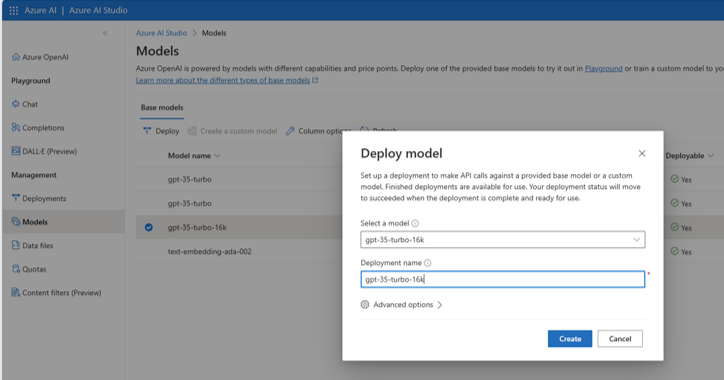 Azure AI | Azure AI Studio
Azure AI Studio > Models
Models
Azure OpenAI is powered by models with different capabilities and price points. Deploy one of the provided base models to try it out in Playground or train a custom model to
Learn more about the different types of base models
Azure OpenAI
Playground
Chat
Completions
DALL-E (Preview)
Management
Deployments
Models
Data files
Quotas
Content filters (Preview)
Base models
Deploy
Create a custom model
Column options
Refresh
Model name
Deployable
gpt-35-turbo
Yes
gpt-35-turbo
Yes
gpt-35-turbo-16k
Yes
text-embedding-ada-002
Yes
Deploy model
Set up a deployment to make API calls against a provided base model or a custom
model. Finished deployments are available for use. Your deployment status will move
to succeeded when the deployment is complete and ready for use.
Select a model
gpt-35-turbo-16k
Deployment name
gpt-35-turbo-16k
*
Advanced options >
Create
Cancel